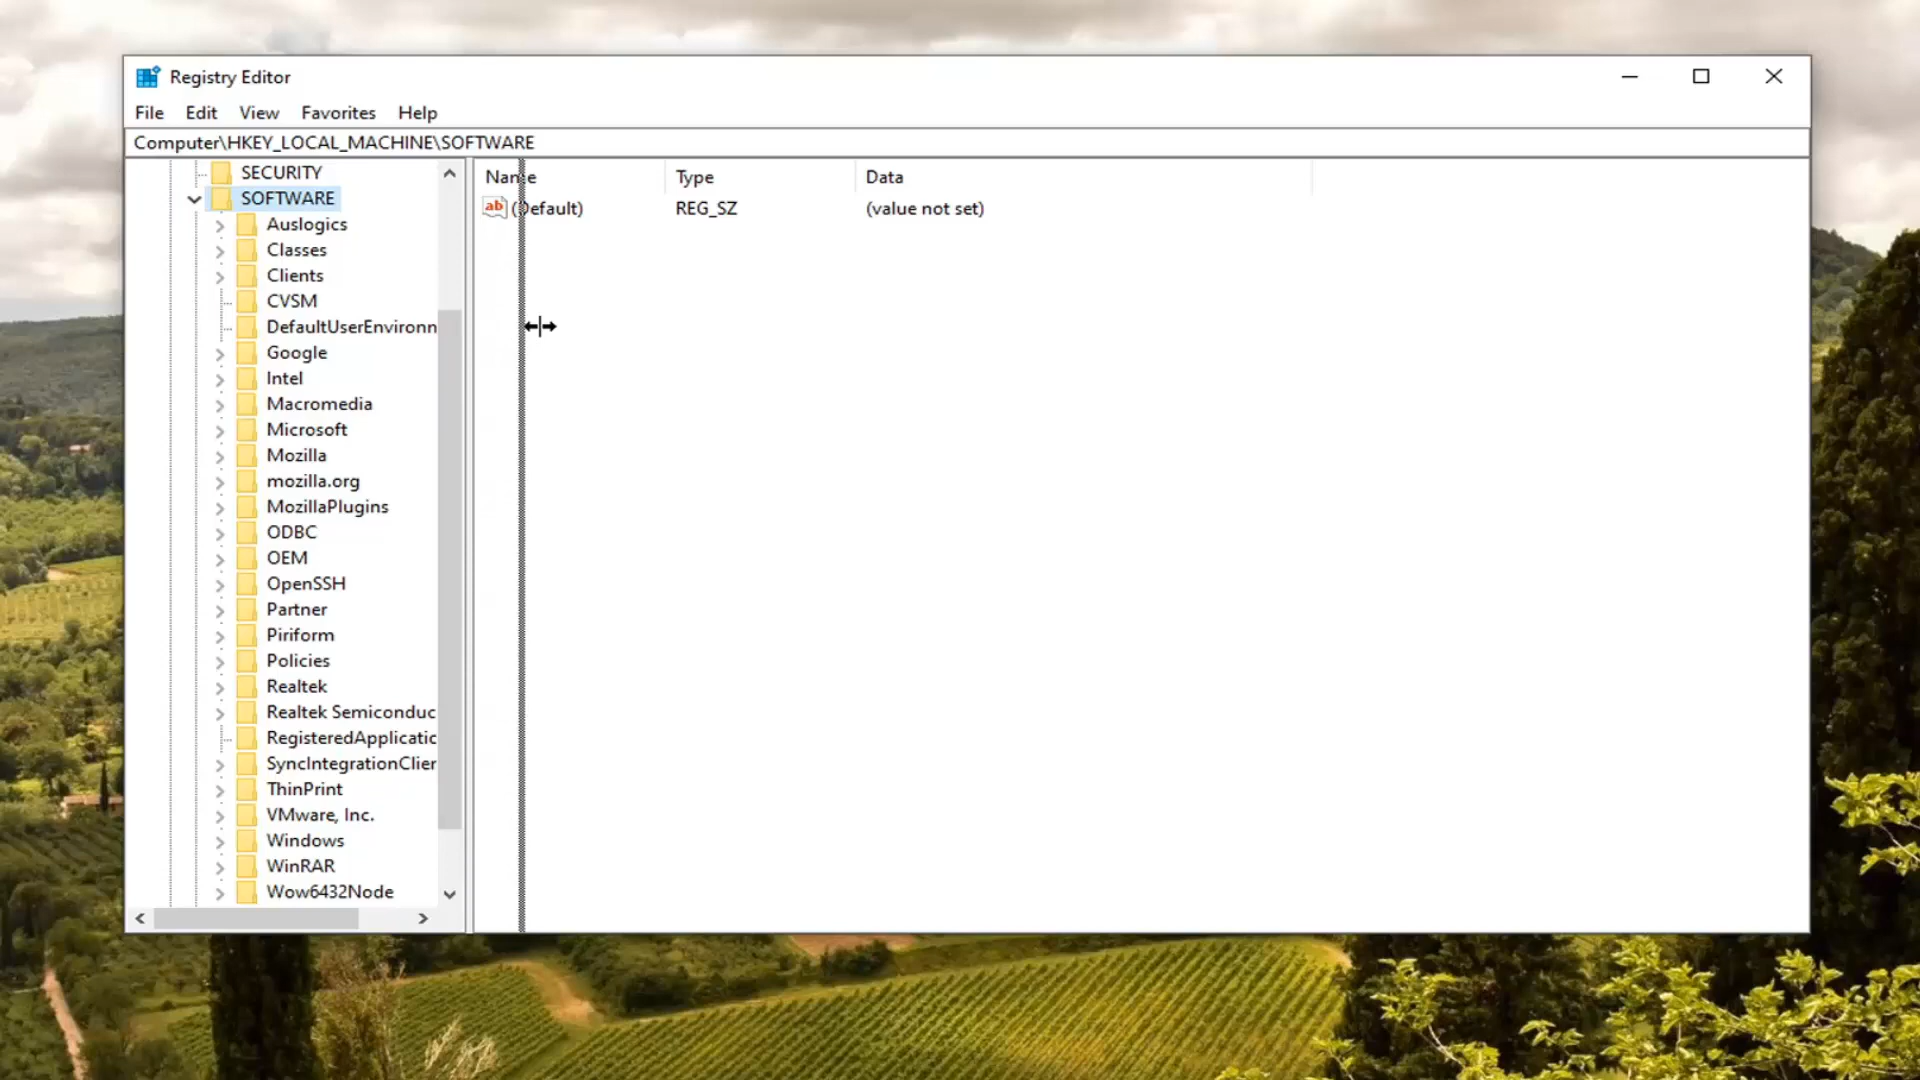 Registry Editor
File Edit View Favorites Help
Computer\HKEY_LOCAL_MACHINE\SOFTWARE
SECURITY
SOFTWARE
Auslogics
Classes
Clients
CVSM
DefaultUserEnvironn
Google
Intel
Macromedia
Microsoft
Mozilla
mozilla.org
MozillaPlugins
ODBC
OEM
OpenSSH
Partner
Piriform
Policies
Realtek
Realtek Semiconduc
RegisteredApplicatic
SyncIntegrationClier
ThinPrint
VMware, Inc.
Windows
WinRAR
Wow6432Node
Name Type Data
ab (Default) REG_SZ (value not set)